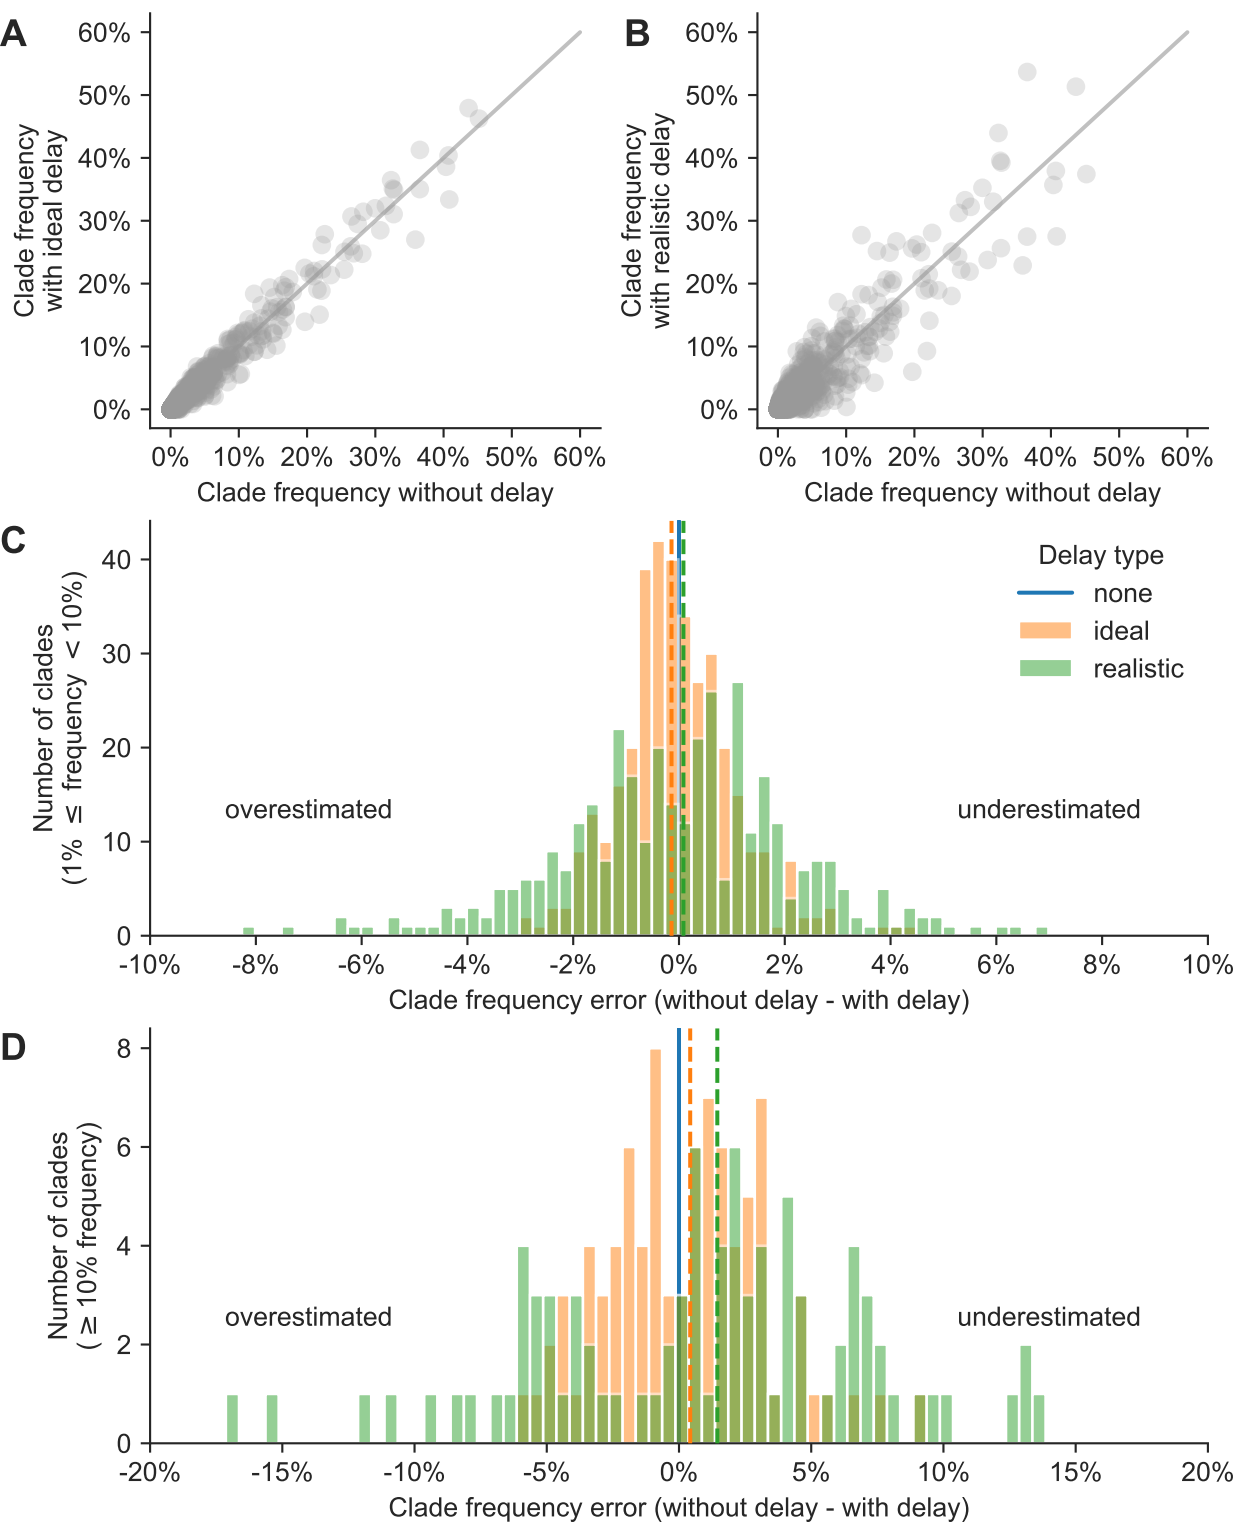 A
60%
50%
40%
30%
20%
10%
0%
Clade frequency
with ideal delay
0% 10% 20% 30% 40% 50% 60%
Clade frequency without delay
B
60%
50%
40%
30%
20%
10%
0%
Clade frequency
with realistic delay
0% 10% 20% 30% 40% 50% 60%
Clade frequency without delay
C
40
30
20
10
0
Number of clades
(1% ≤ frequency < 10%)
overestimated
underestimated
Delay type
none
ideal
realistic
-10% -8% -6% -4% -2% 0% 2% 4% 6% 8% 10%
Clade frequency error (without delay - with delay)
D
8
6
4
2
0
Number of clades
(≥ 10% frequency)
overestimated
underestimated
-20% -15% -10% -5% 0% 5% 10% 15% 20%
Clade frequency error (without delay - with delay)